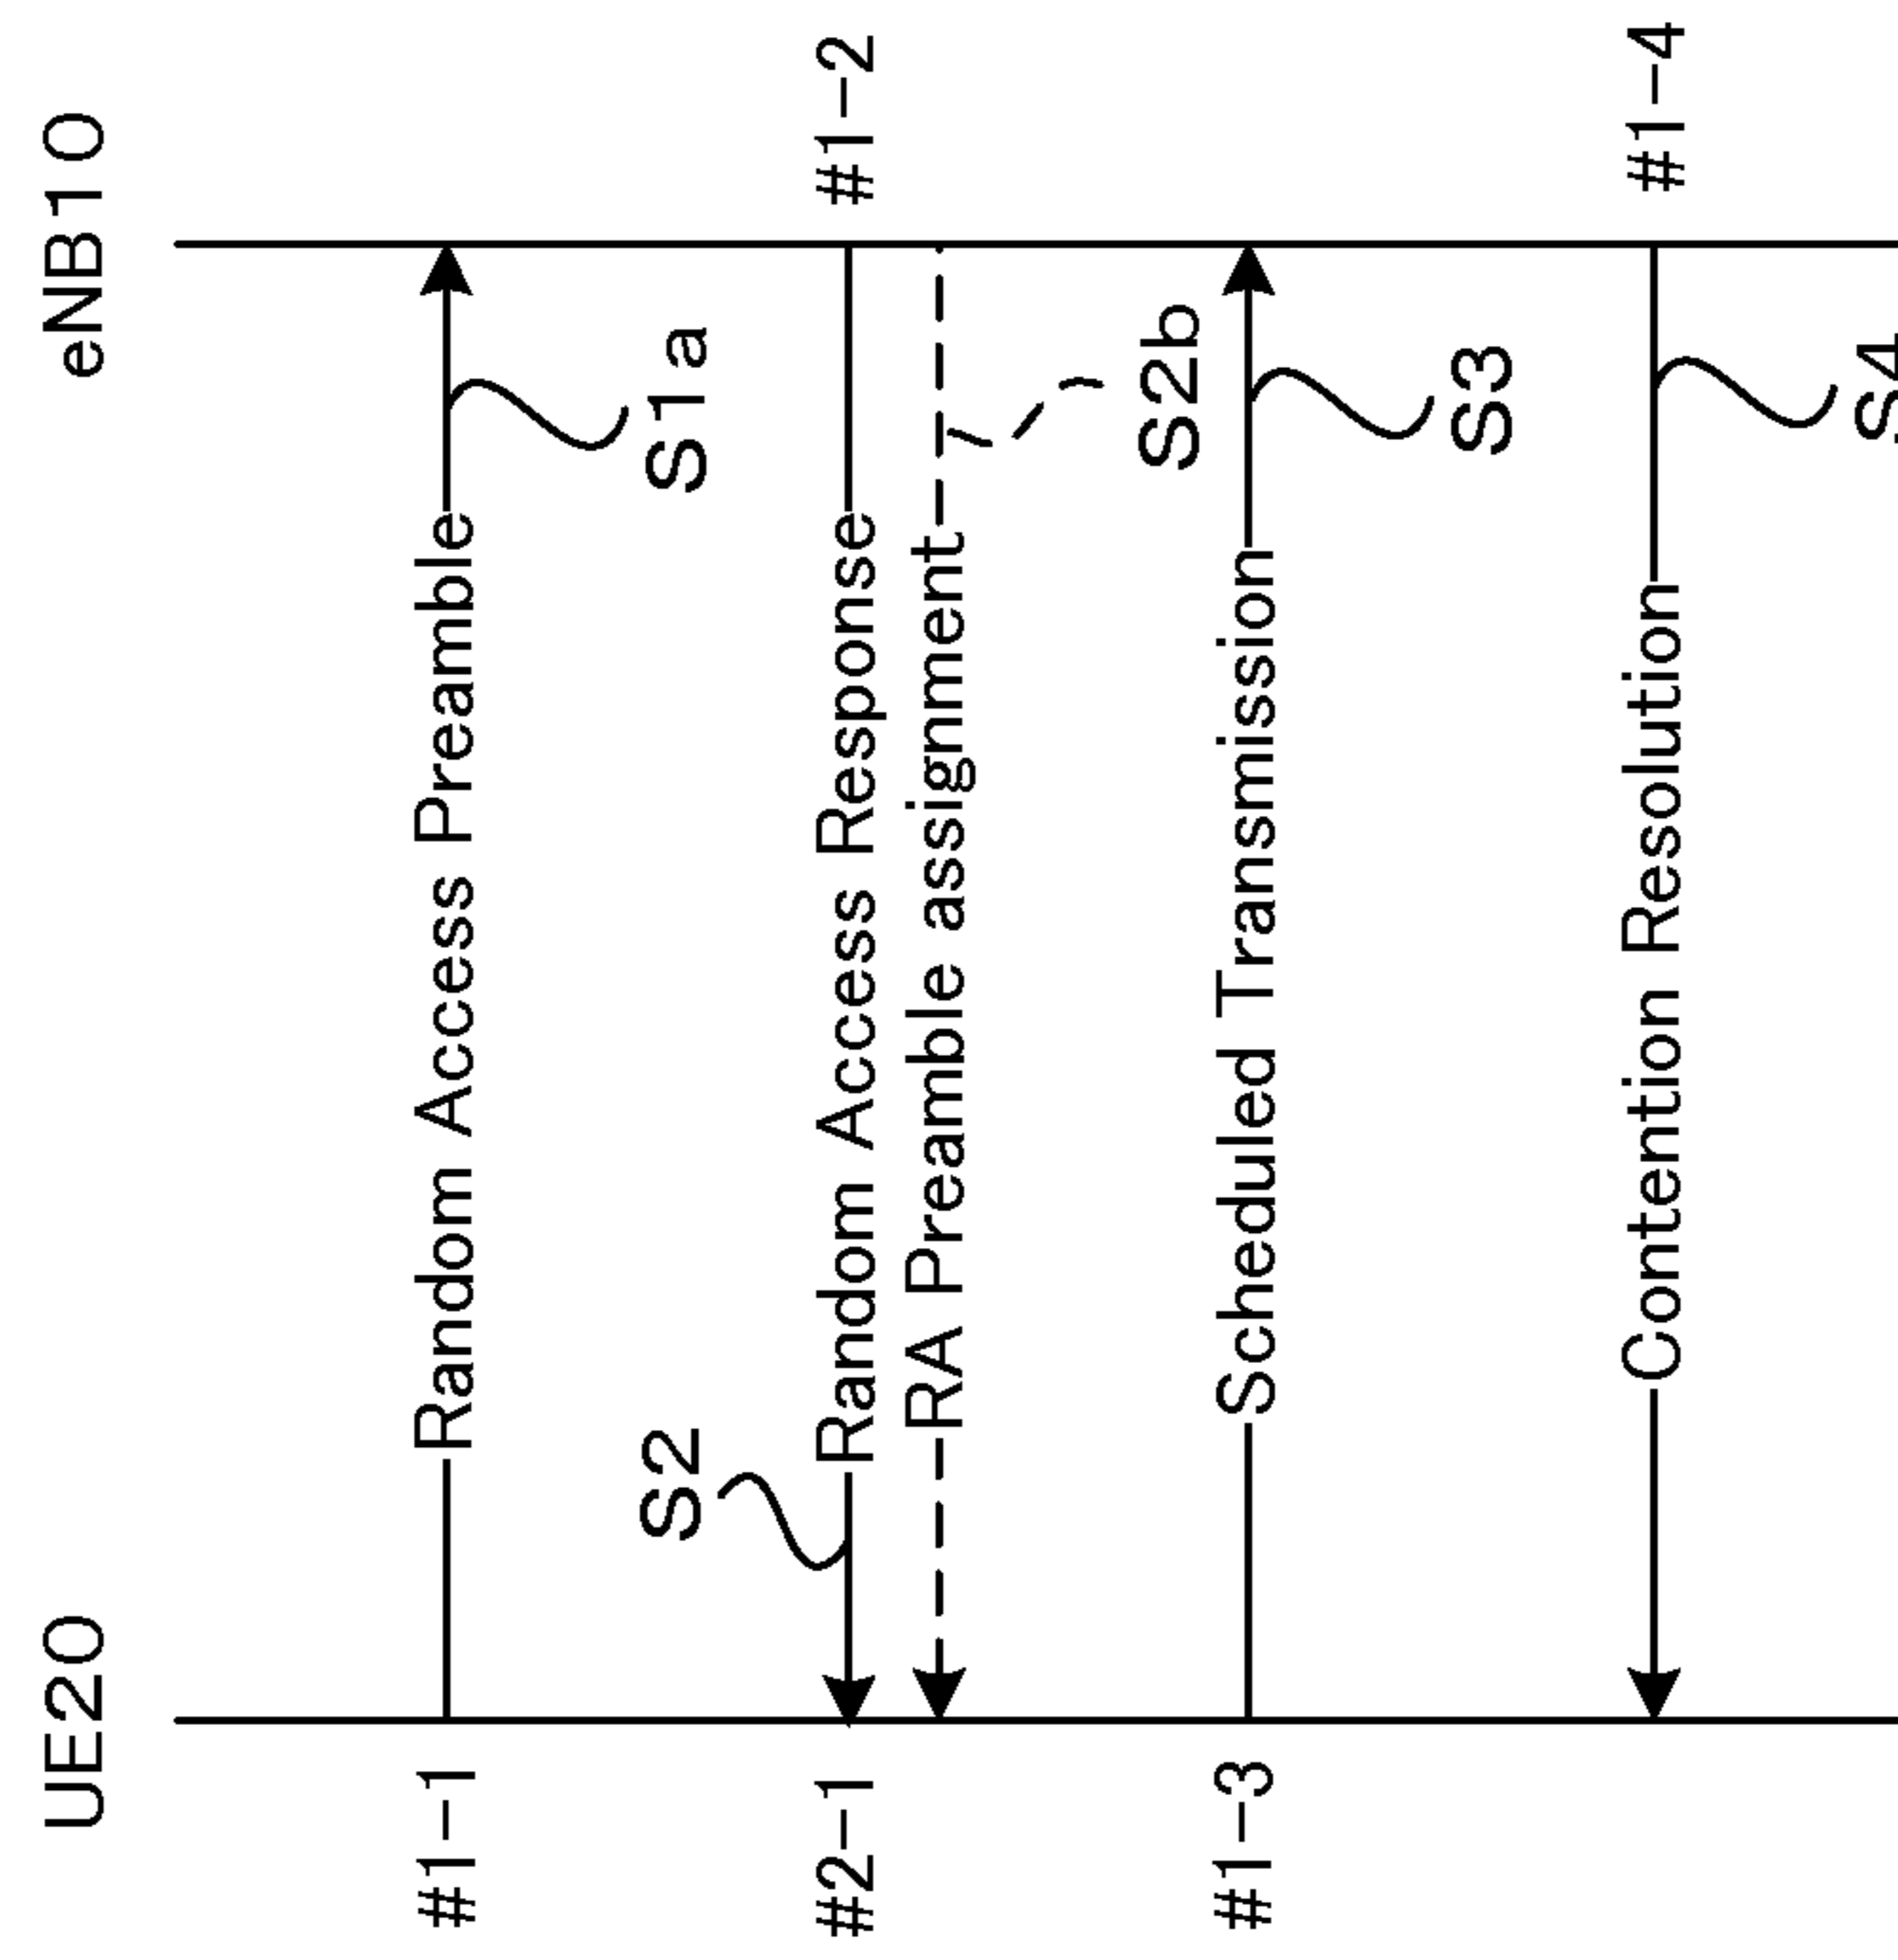 UE20
eNB10
#1-1
Random Access Preamble
S1a
S2
#2-1
Random Access Response
#1-2
RA Preamble assignment
S2b
#1-3
Scheduled Transmission
S3
Contention Resolution
#1-4
S4